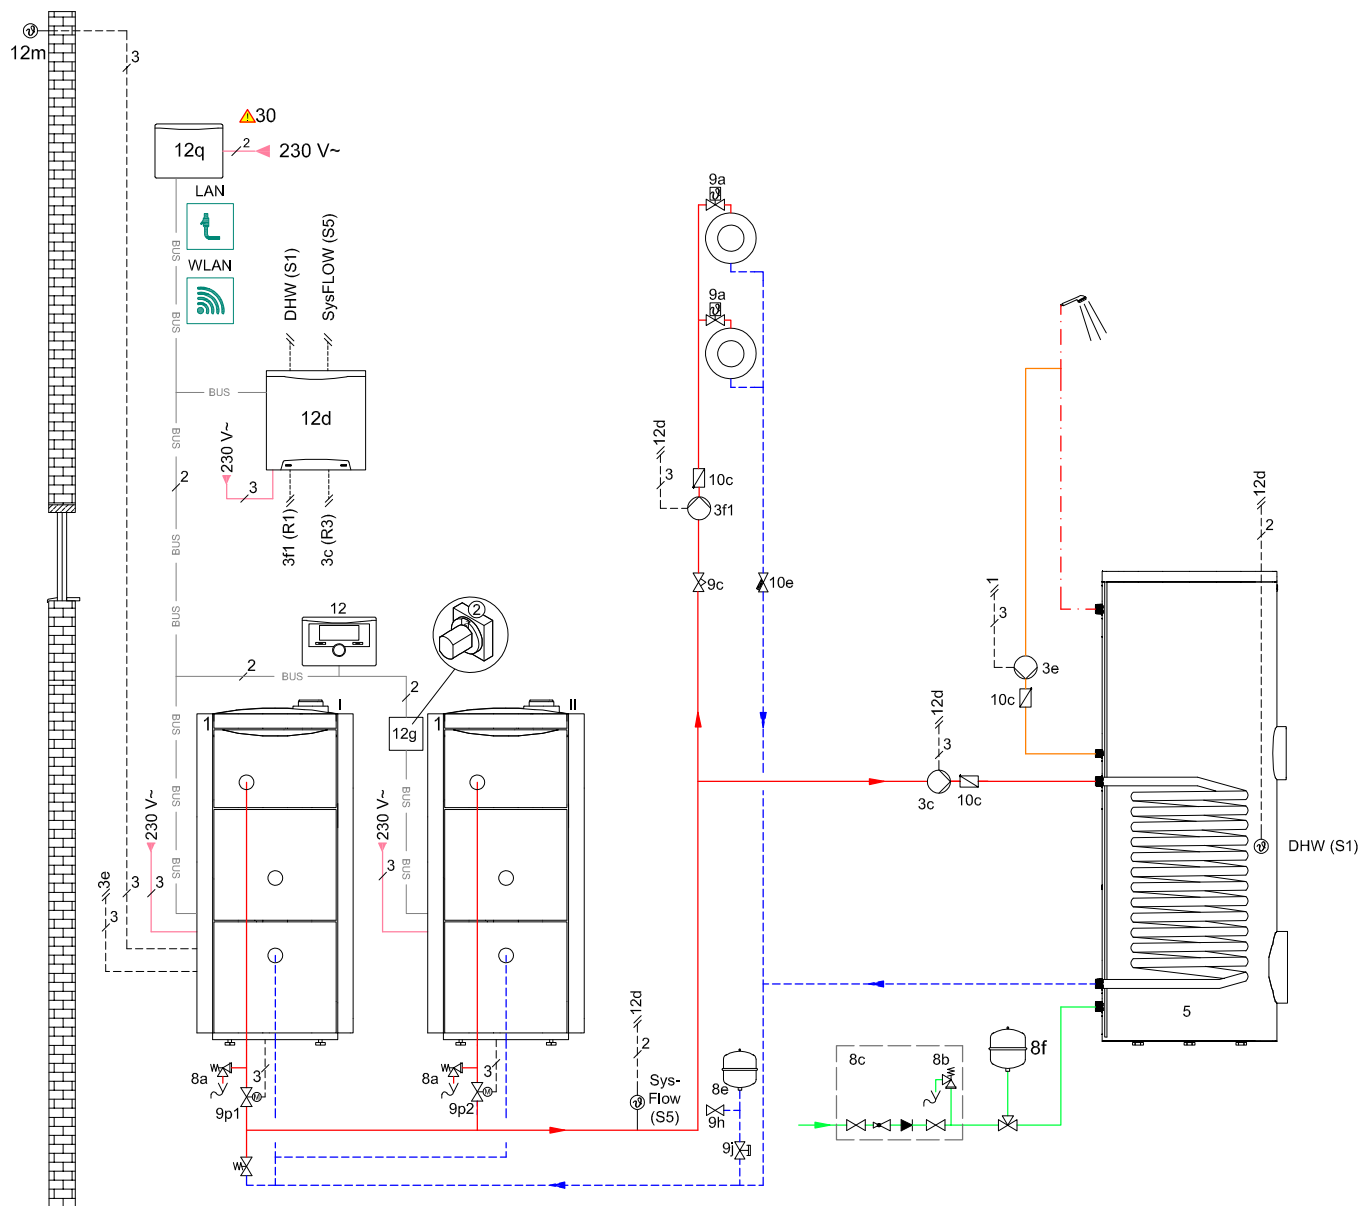 12m
3
30
12q
2
230 V~
LAN
BUS
WLAN
BUS
DHW (S1)
SysFLOW (S5)
BUS
BUS
12d
230 V~
2
3
3f1 (R1)
3c (R3)
BUS
BUS
12
2
BUS
2
2
12g
I
1
II
1
BUS
BUS
BUS
BUS
230 V~
3
230 V~
3
3e
3
3
8a
3
9p1
M
8a
3
9p2
M
12d
2
Sys-
Flow
(S5)
9a
9a
12d
3
10c
3f1
9c
10e
12d
3
3c
10c
1
3
3e
10c
12d
2
DHW (S1)
5
8e
9h
9j
8c
8b
8f